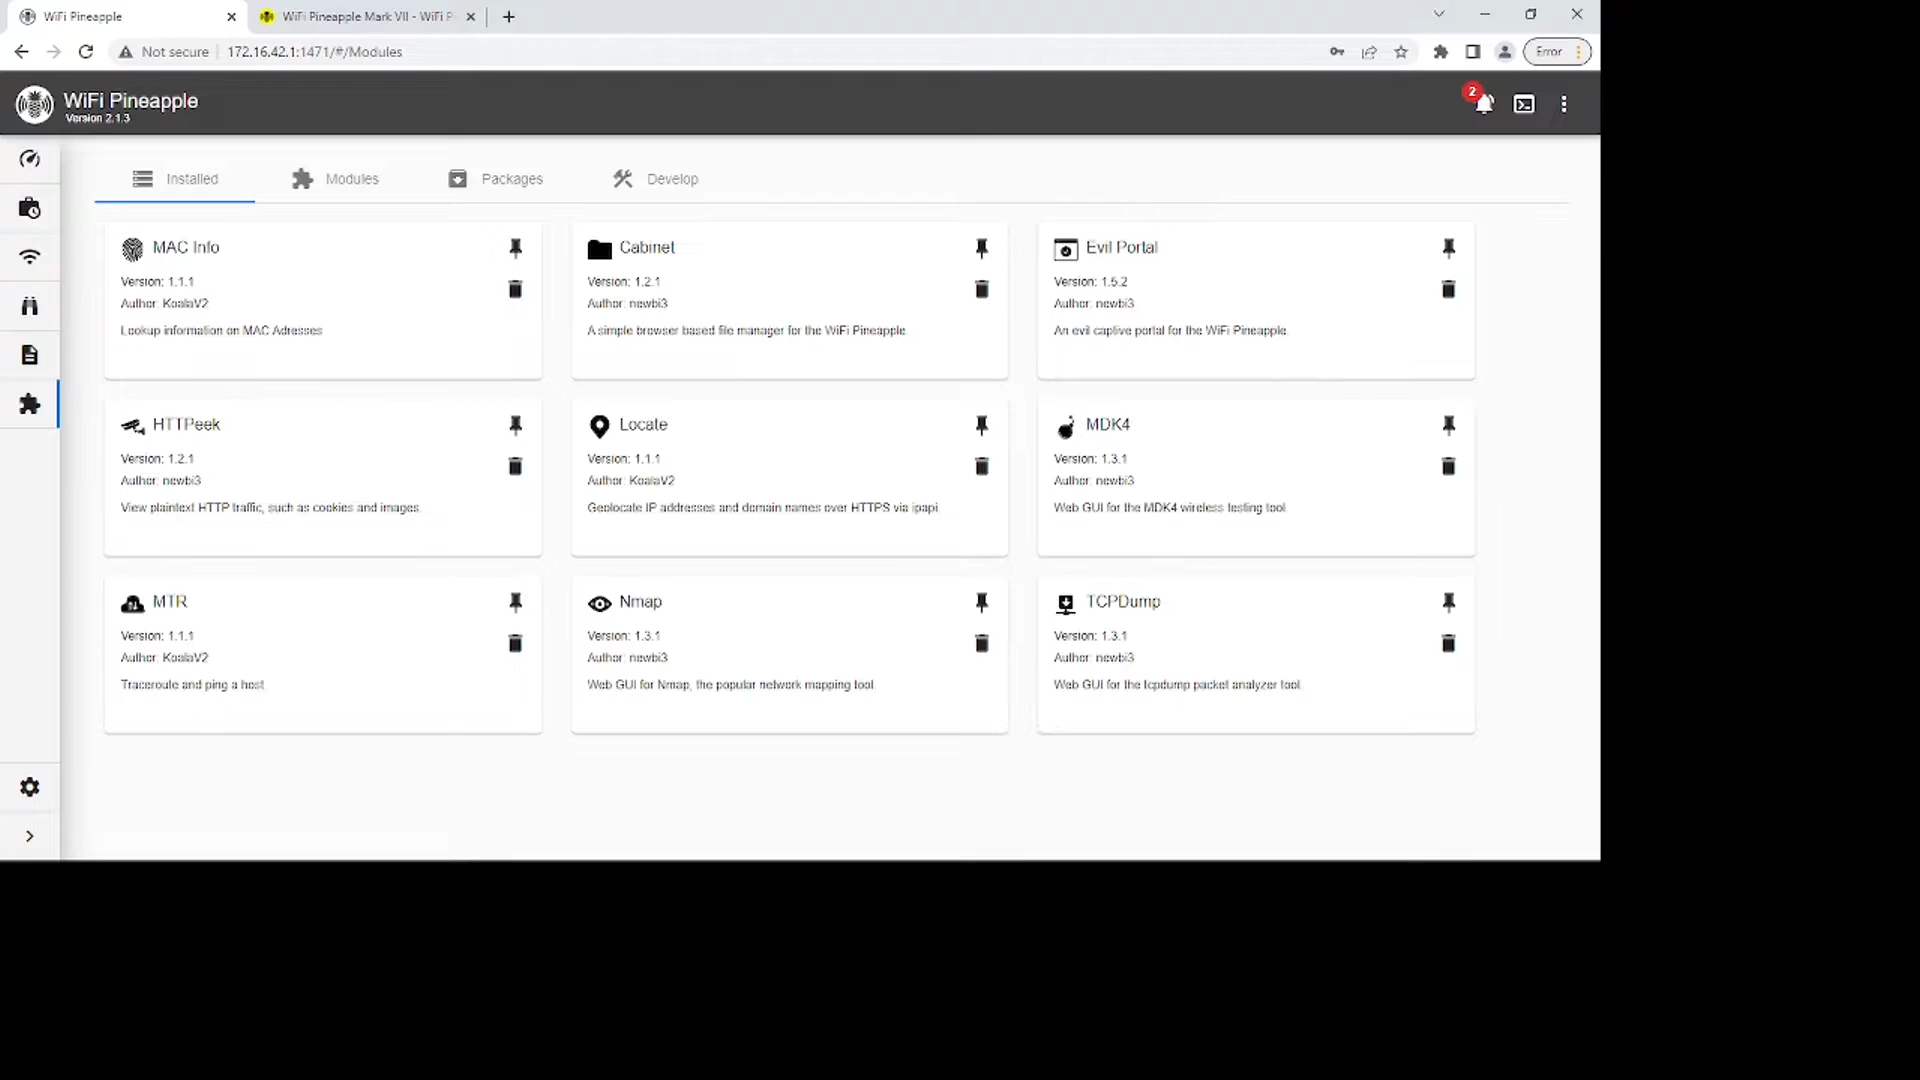 WiFi Pineapple
WiFi Pineapple Mark VII - WiFi P
Not secure
172.16.42.1:1471/#/Modules
Error
WiFi Pineapple
Version 2.1.3
2
Installed
Modules
Packages
Develop
MAC Info
Version: 1.1.1
Author: KoalaV2
Lookup information on MAC Adresses
Cabinet
Version: 1.2.1
Author: newbi3
A simple browser based file manager for the WiFi Pineapple.
Evil Portal
Version: 1.5.2
Author: newbi3
An evil captive portal for the WiFi Pineapple.
HTTPeek
Version: 1.2.1
Author: newbi3
View plaintext HTTP traffic, such as cookies and images.
Locate
Version: 1.1.1
Author: KoalaV2
Geolocate IP addresses and domain names over HTTPS via ipapi.
MDK4
Version: 1.3.1
Author: newbi3
Web GUI for the MDK4 wireless testing tool.
MTR
Version: 1.1.1
Author: KoalaV2
Traceroute and ping a host
Nmap
Version: 1.3.1
Author: newbi3
Web GUI for Nmap, the popular network mapping tool.
TCPDump
Version: 1.3.1
Author: newbi3
Web GUI for the tcpdump packet analyzer tool.